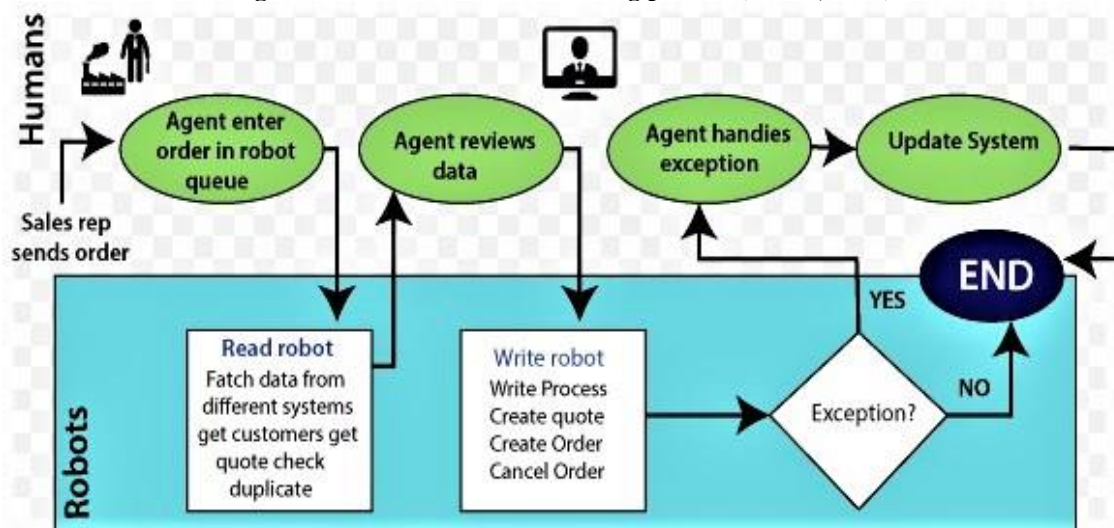 Humans
Agent enter
order in robot
queue
Agent reviews
data
Agent handies
exception
Update System
Sales rep
sends order
END
YES
NO
Robots
Read robot
Fatch data from
different systems
get customers get
quote check
duplicate
Write robot
Write Process
Create quote
Create Order
Cancel Order
Exception?